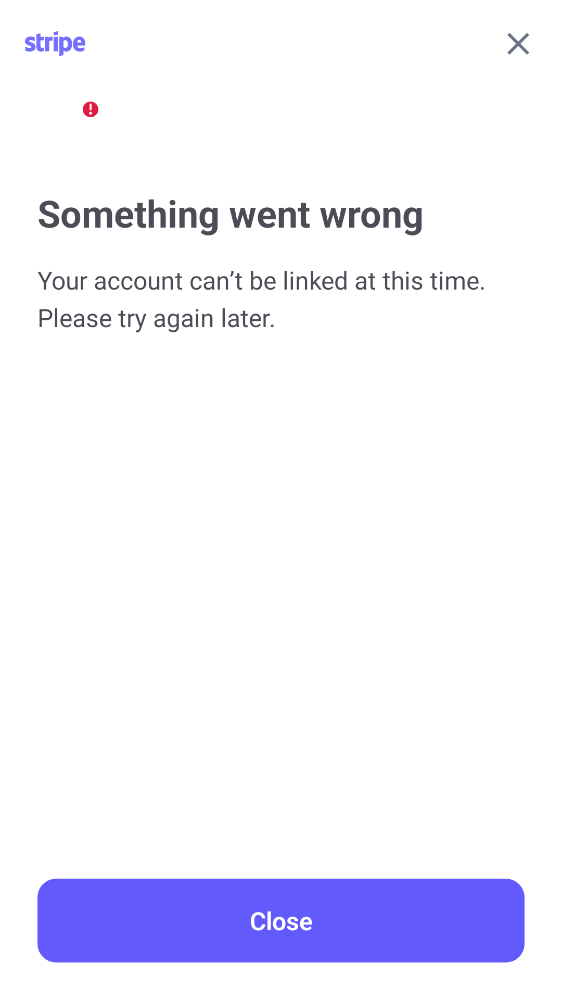 stripe
Something went wrong
Your account can’t be linked at this time.
Please try again later.
Close